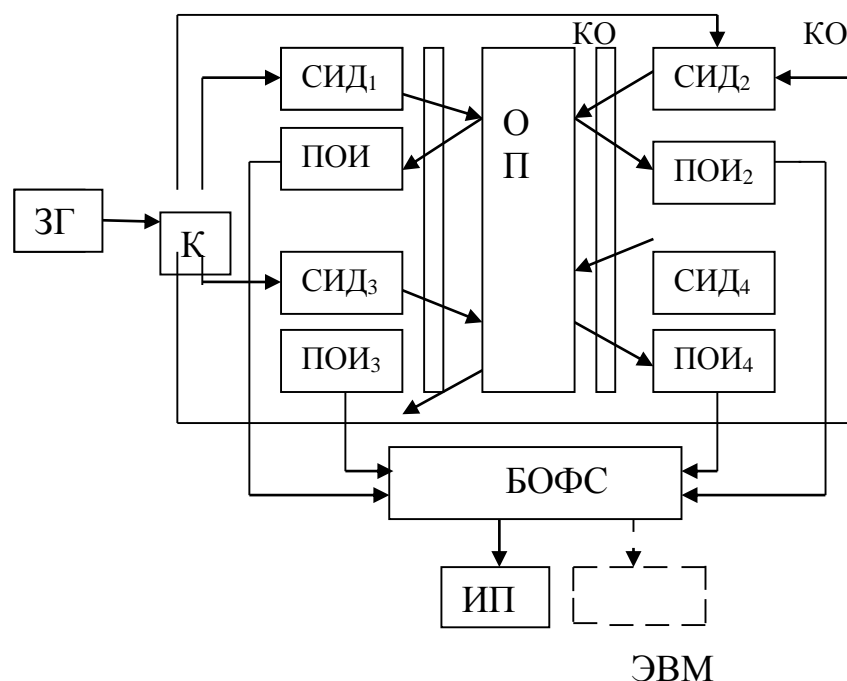 КО КО
СИД₁ СИД₂
О
П
ПОИ ПОИ₂
ЗГ
К
СИД₃ СИД₄
ПОИ₃ ПОИ₄
БОФС
ИП
ЭВМ